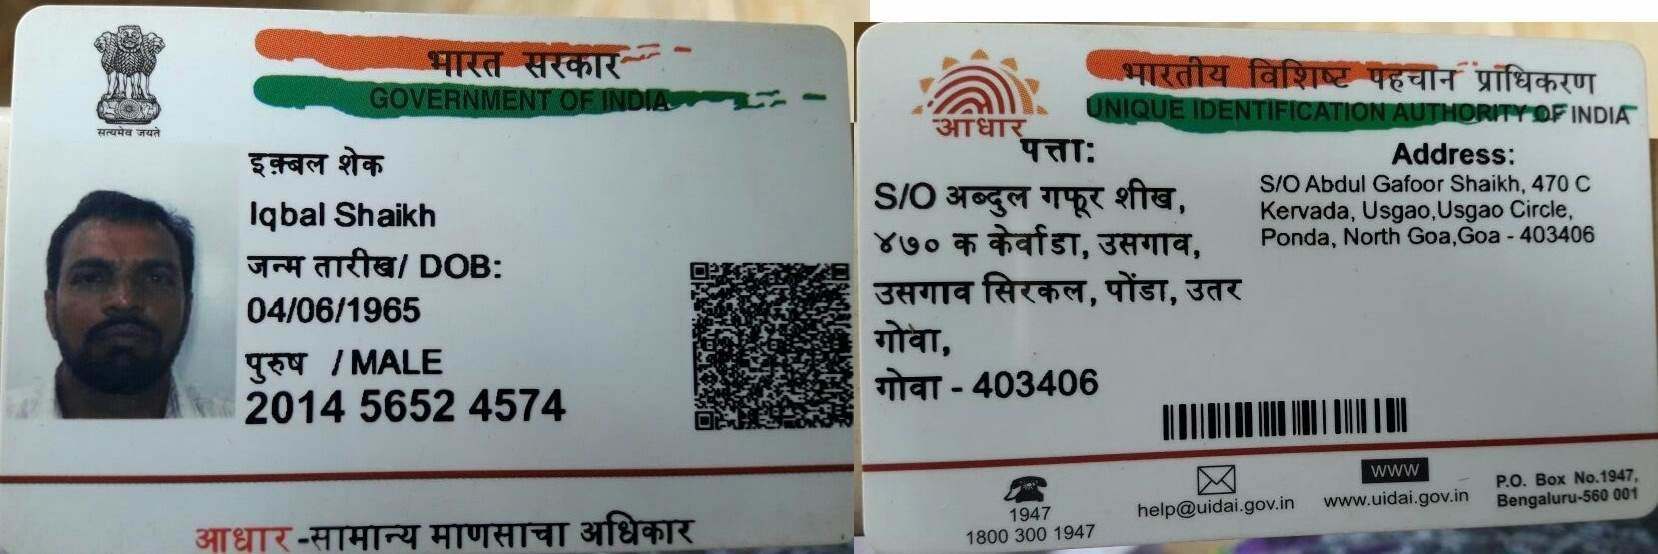 भारत सरकार
GOVERNMENT OF INDIA
सत्यमेव जयते
इक़्बल शेक
Iqbal Shaikh
जन्म तारीख/ DOB:
04/06/1965
पुरुष / MALE
2014 5652 4574
आधार -सामान्य माणसाचा अधिकार
भारतीय विशिष्ट पहचान प्राधिकरण
UNIQUE IDENTIFICATION AUTHORITY OF INDIA
आधार
पत्ता:
S/O अब्दुल गफूर शीख,
४७० क केर्वाडा, उसगाव,
उसगाव सिरकल, पोंडा, उतर
गोवा,
गोवा - 403406
Address:
S/O Abdul Gafoor Shaikh, 470 C
Kervada, Usgao,Usgao Circle,
Ponda, North Goa,Goa - 403406
1947
1800 300 1947
help@uidai.gov.in
www
www.uidai.gov.in
P.O. Box No.1947,
Bengaluru-560 001